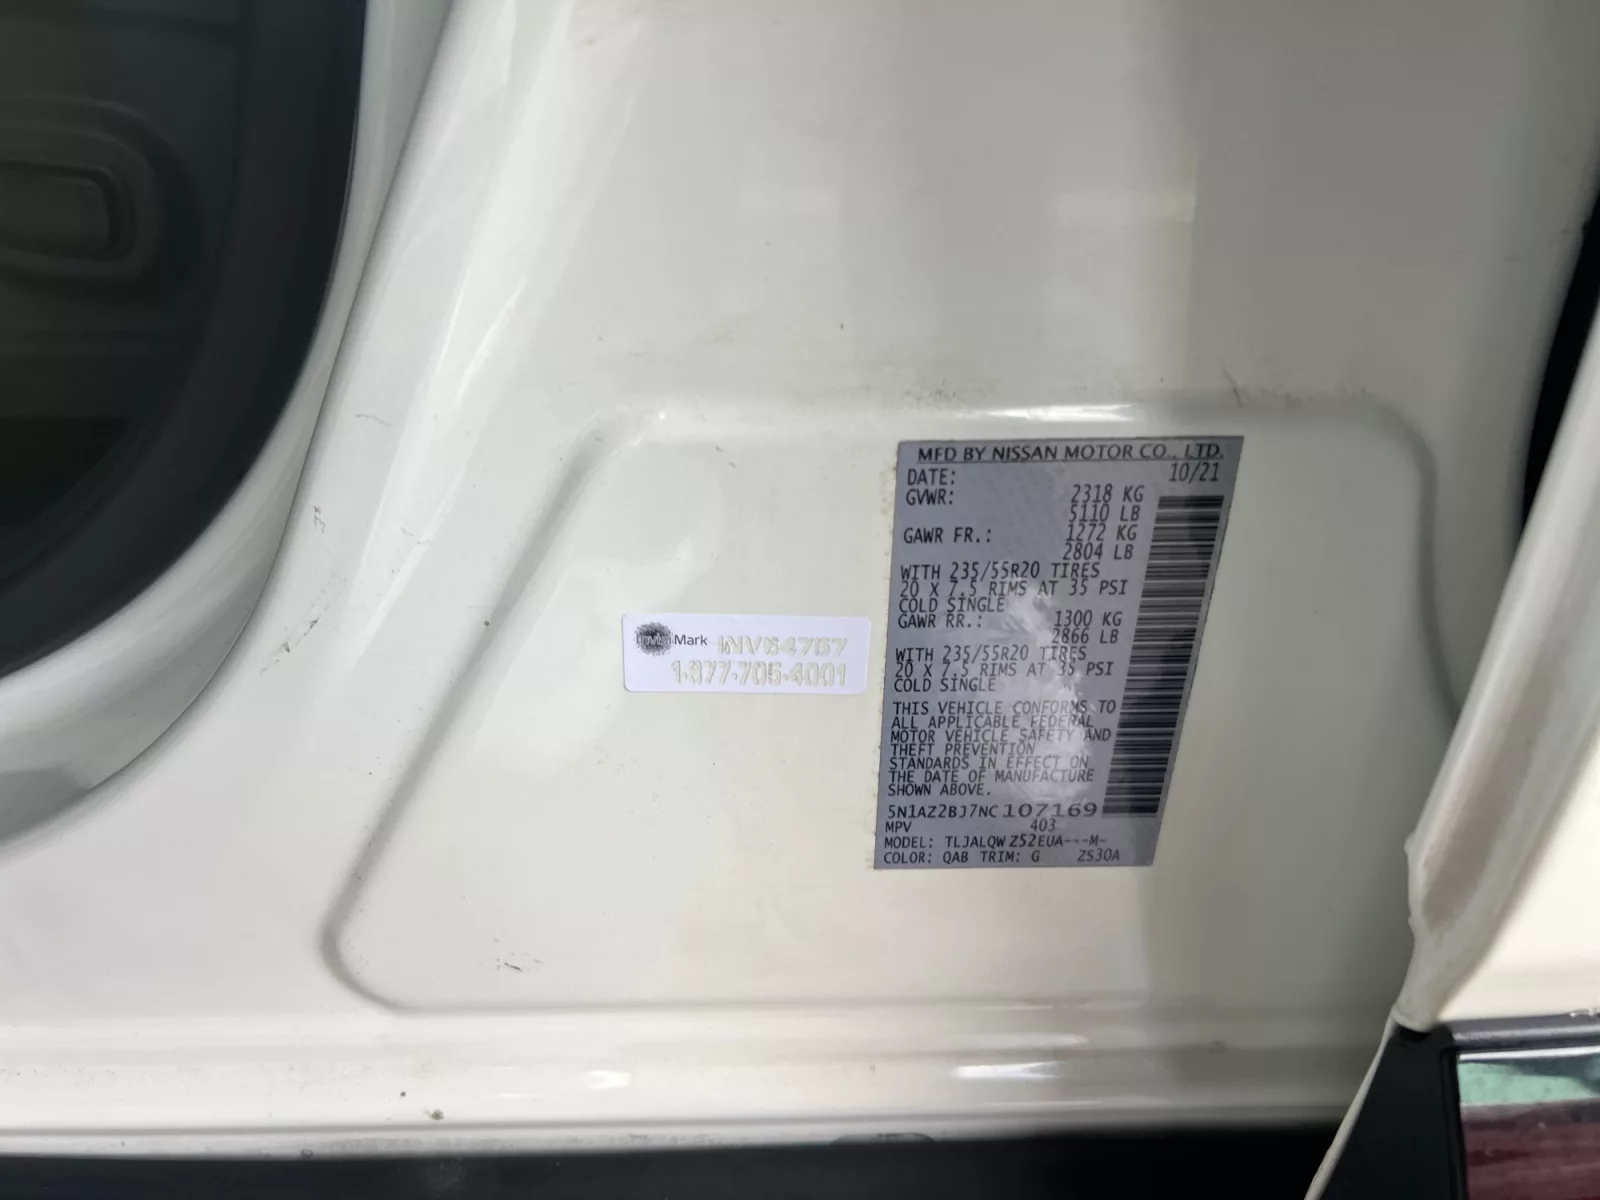 Mark INV64757
1-877-705-4001
MFD BY NISSAN MOTOR CO., LTD.
DATE: 10/21
GVWR: 2318 KG
5110 LB
GAWR FR.: 1272 KG
2804 LB
WITH 235/55R20 TIRES
20 X 7.5 RIMS AT 35 PSI
COLD SINGLE
GAWR RR.: 1300 KG
2866 LB
WITH 235/55R20 TIRES
20 X 7.5 RIMS AT 35 PSI
COLD SINGLE
THIS VEHICLE CONFORMS TO
ALL APPLICABLE FEDERAL
MOTOR VEHICLE SAFETY AND
THEFT PREVENTION
STANDARDS IN EFFECT ON
THE DATE OF MANUFACTURE
SHOWN ABOVE.
5N1AZ2BJ7NC107169
MPV 403
MODEL: TLJALQW Z52EUA---M-
COLOR: QAB TRIM: G ZS30A